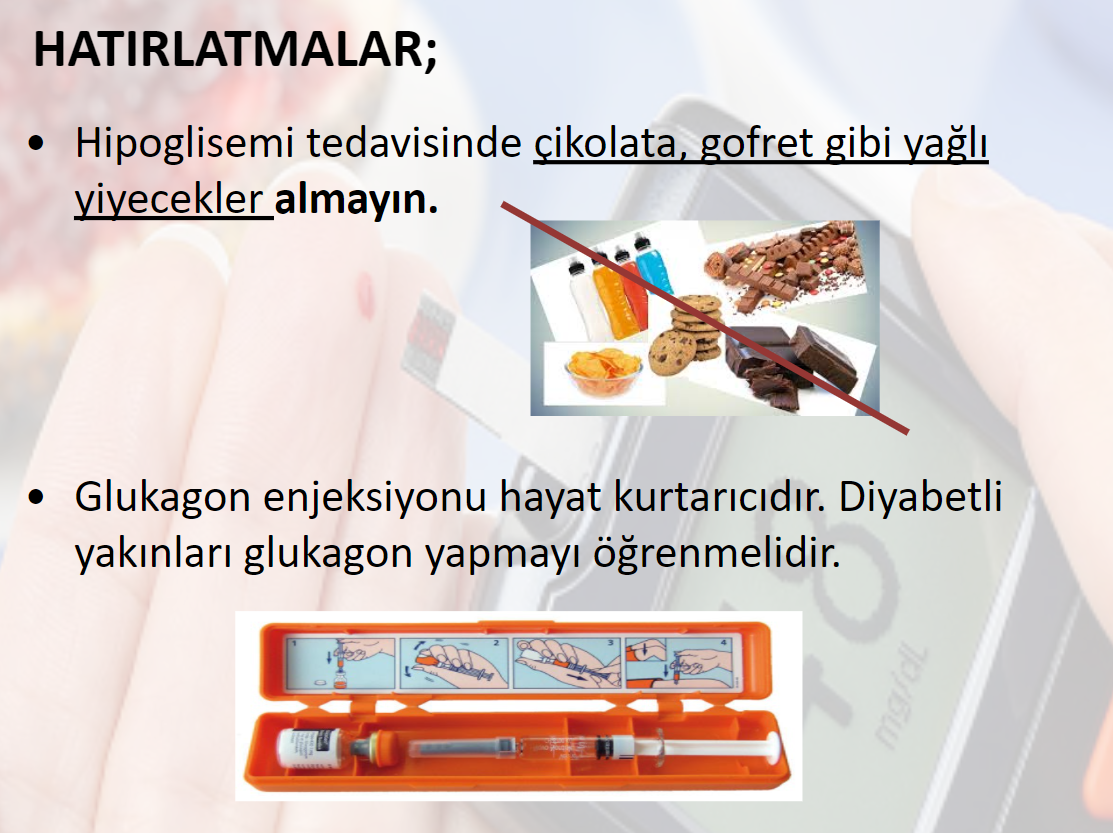 HATIRLATMALAR;
• Hipoglisemi tedavisinde çikolata, gofret gibi yağlı
yiyecekler almayın.
• Glukagon enjeksiyonu hayat kurtarıcıdır. Diyabetli
yakınları glukagon yapmayı öğrenmelidir.
1 2 3 4
mg/dL